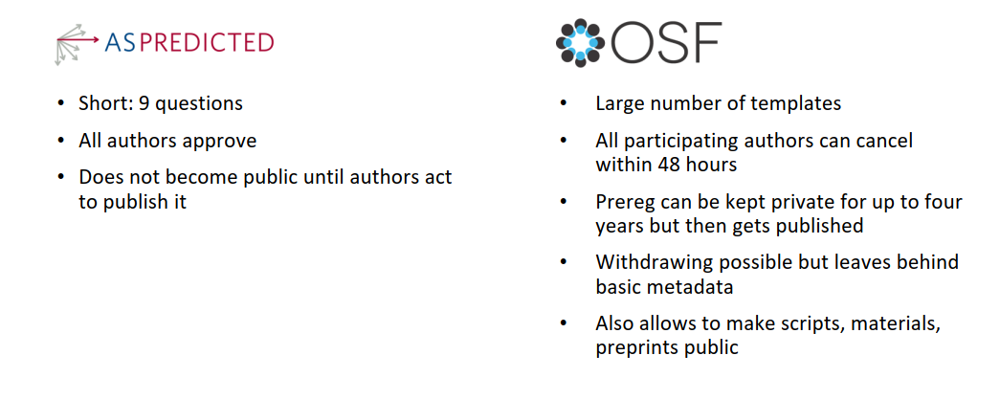 ASPREDICTED
• Short: 9 questions
• All authors approve
• Does not become public until authors act
to publish it
OSF
• Large number of templates
• All participating authors can cancel
within 48 hours
• Prereg can be kept private for up to four
years but then gets published
• Withdrawing possible but leaves behind
basic metadata
• Also allows to make scripts, materials,
preprints public